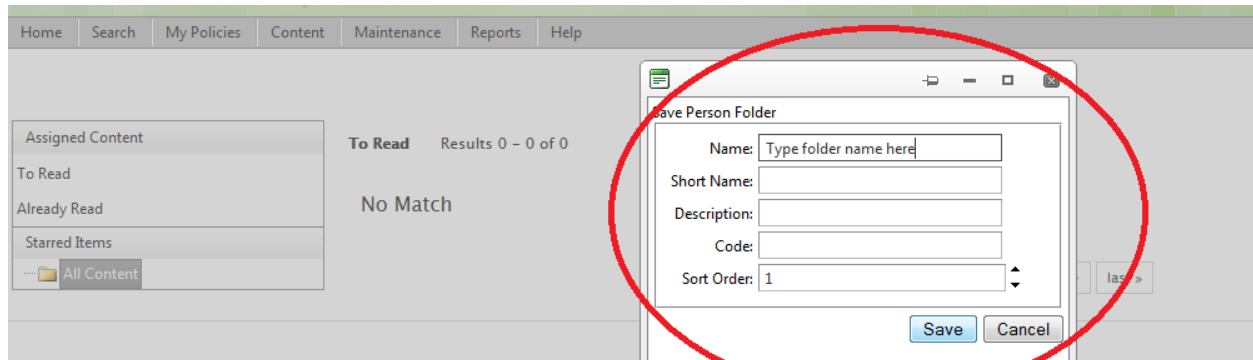 Home Search My Policies Content Maintenance Reports Help
Save Person Folder
Assigned Content
To Read
Already Read
Starred Items
All Content
To Read Results 0 – 0 of 0
No Match
Name: Type folder name here
Short Name:
Description:
Code:
Sort Order: 1
Save Cancel
last »